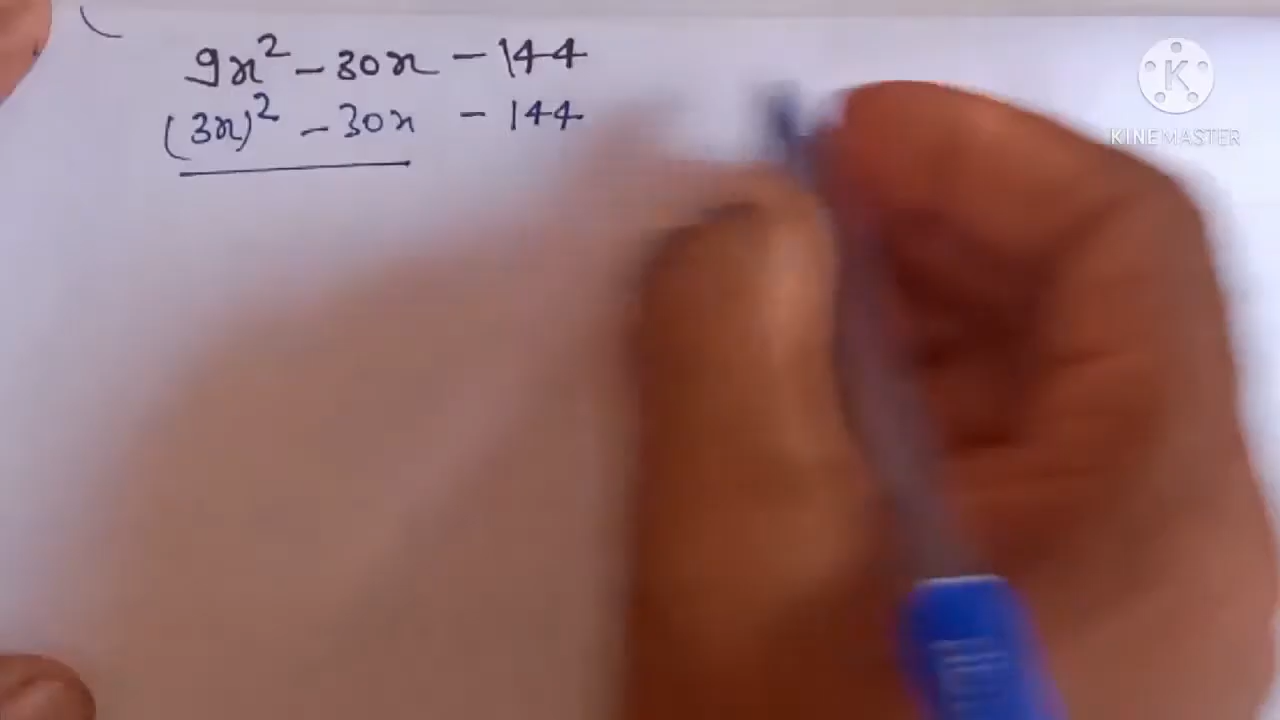 9x² - 30x - 144
(3x)² - 30x - 144
K
KINEMASTER